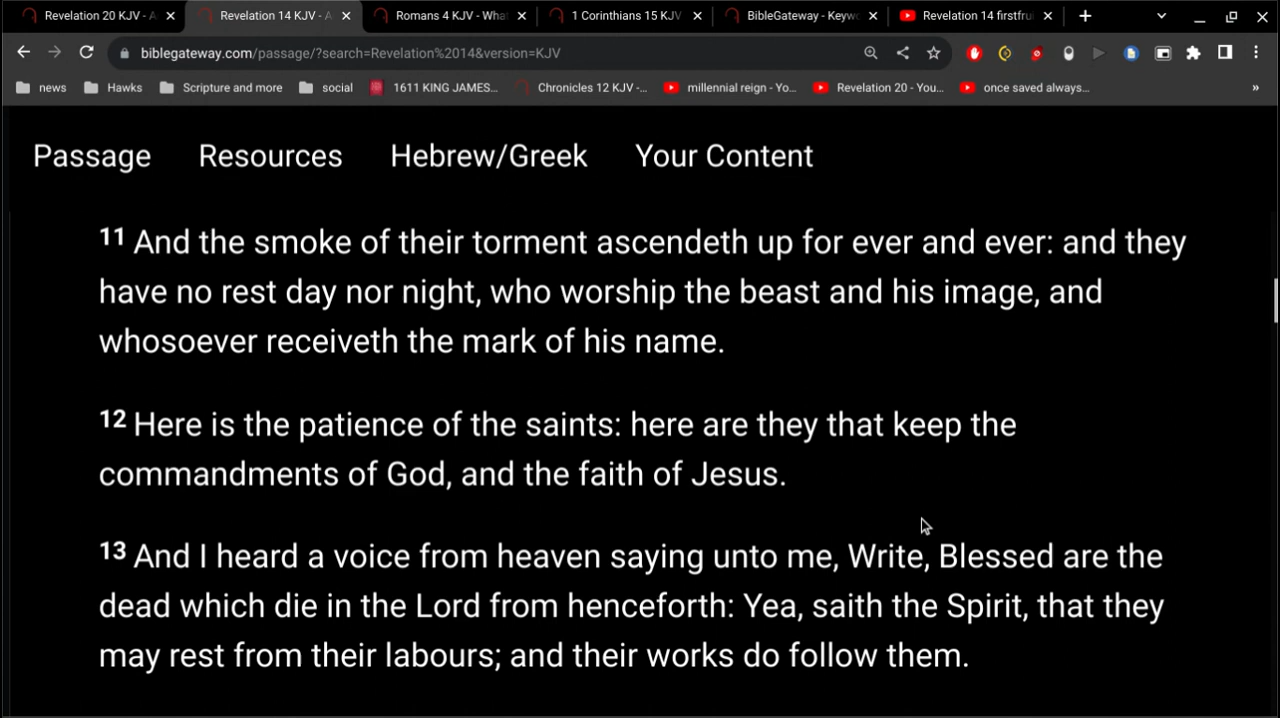 Revelation 20 KJV - A
Revelation 14 KJV - A
Romans 4 KJV - What
1 Corinthians 15 KJV
BibleGateway - Keyw
Revelation 14 firstfru
biblegateway.com/passage/?search=Revelation%2014&version=KJV
news
Hawks
Scripture and more
social
1611 KING JAMES...
Chronicles 12 KJV -...
millennial reign - Yo...
Revelation 20 - You...
once saved always...
»
Passage Resources Hebrew/Greek Your Content
11 And the smoke of their torment ascendeth up for ever and ever: and they
have no rest day nor night, who worship the beast and his image, and
whosoever receiveth the mark of his name.
12 Here is the patience of the saints: here are they that keep the
commandments of God, and the faith of Jesus.
13 And I heard a voice from heaven saying unto me, Write, Blessed are the
dead which die in the Lord from henceforth: Yea, saith the Spirit, that they
may rest from their labours; and their works do follow them.